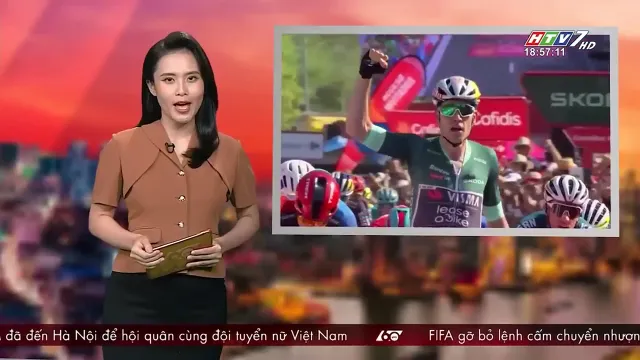 HTV7 HD
18:57:11
Cofidis
ŠKODA
VISMA
lease
a bike
đã đến Hà Nội để hội quân cùng đội tuyển nữ Việt Nam
FIFA gỡ bỏ lệnh cấm chuyển nhượn